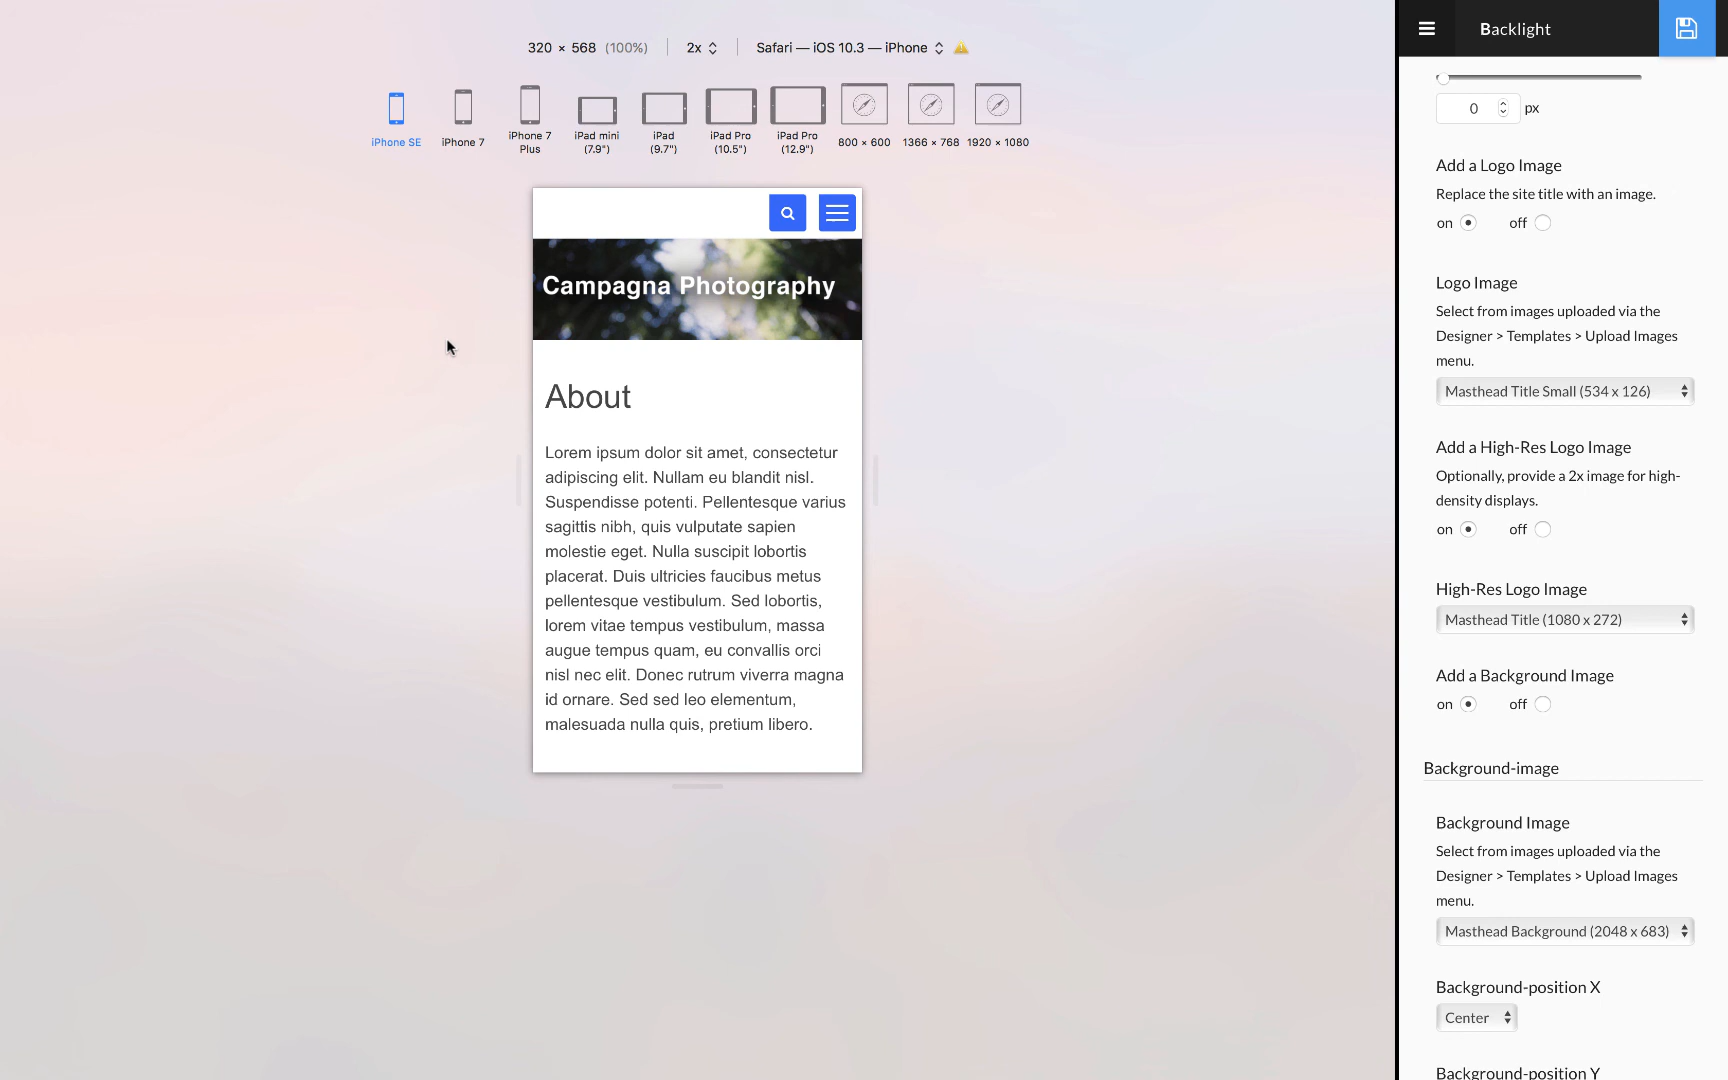 320 × 568 (100%) 2x Safari — iOS 10.3 — iPhone
iPhone SE
iPhone 7
iPhone 7
Plus
iPad mini
(7.9")
iPad
(9.7")
iPad Pro
(10.5")
iPad Pro
(12.9")
800 × 600
1366 × 768
1920 × 1080
Campagna Photography
About
Lorem ipsum dolor sit amet, consectetur
adipiscing elit. Nullam eu blandit nisl.
Suspendisse potenti. Pellentesque varius
sagittis nibh, quis vulputate sapien
molestie eget. Nulla suscipit lobortis
placerat. Duis ultricies faucibus metus
pellentesque vestibulum. Sed lobortis,
lorem vitae tempus vestibulum, massa
augue tempus quam, eu convallis orci
nisl nec elit. Donec rutrum viverra magna
id ornare. Sed sed leo elementum,
malesuada nulla quis, pretium libero.
Backlight
0 px
Add a Logo Image
Replace the site title with an image.
on off
Logo Image
Select from images uploaded via the
Designer > Templates > Upload Images
menu.
Masthead Title Small (534 x 126)
Add a High-Res Logo Image
Optionally, provide a 2x image for high-
density displays.
on off
High-Res Logo Image
Masthead Title (1080 x 272)
Add a Background Image
on off
Background-image
Background Image
Select from images uploaded via the
Designer > Templates > Upload Images
menu.
Masthead Background (2048 x 683)
Background-position X
Center
Background-position Y